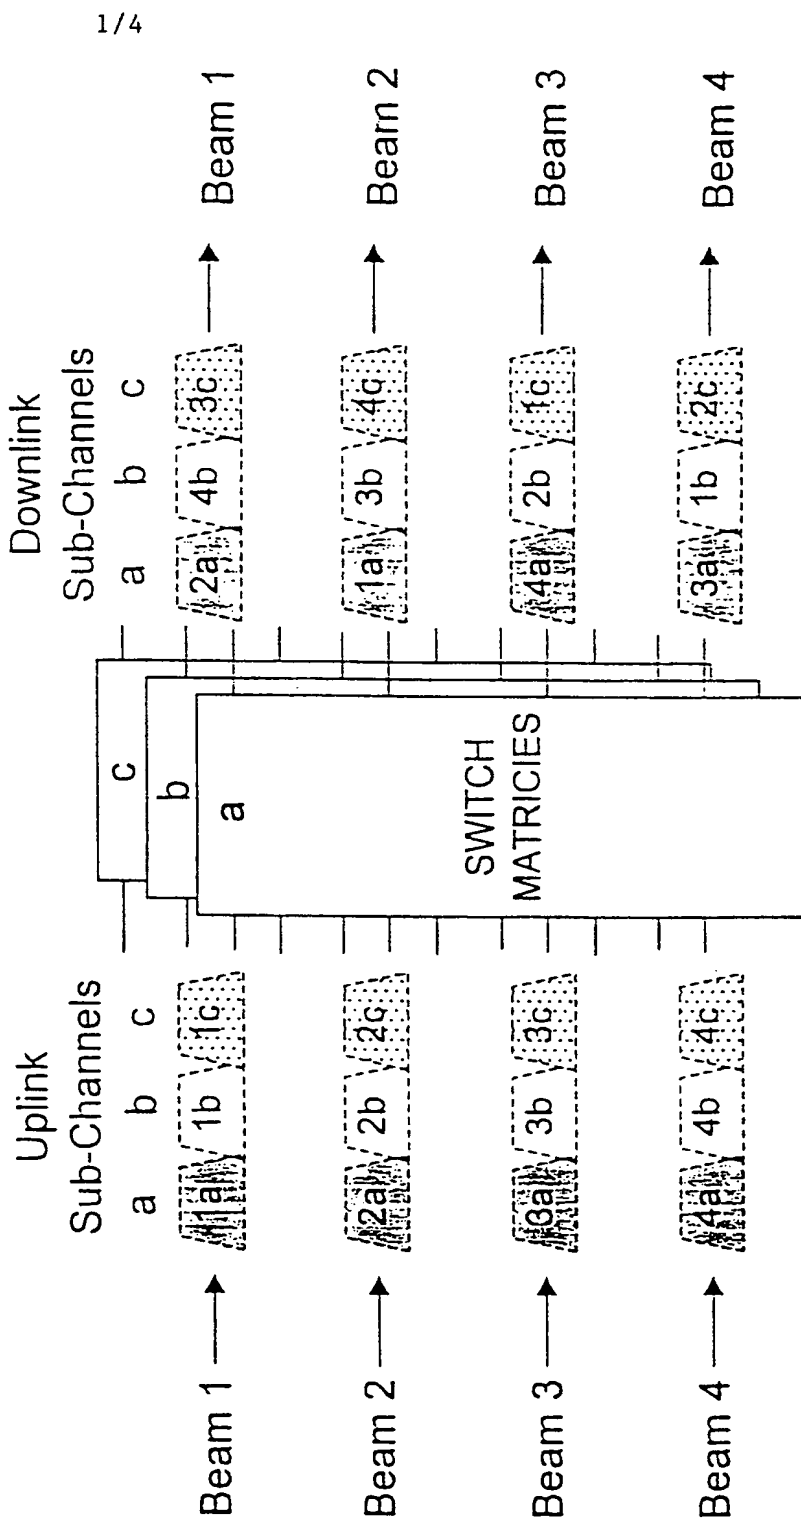 1/4
Uplink
Sub-Channels
a b c
Downlink
Sub-Channels
a b c
c
b
a
SWITCH
MATRICIES
Beam 1 1a 1b 1c 2a 4b 3c Beam 1
Beam 2 2a 2b 2c 1a 3b 4c Beam 2
Beam 3 3a 3b 3c 4a 2b 1c Beam 3
Beam 4 4a 4b 4c 3a 1b 2c Beam 4